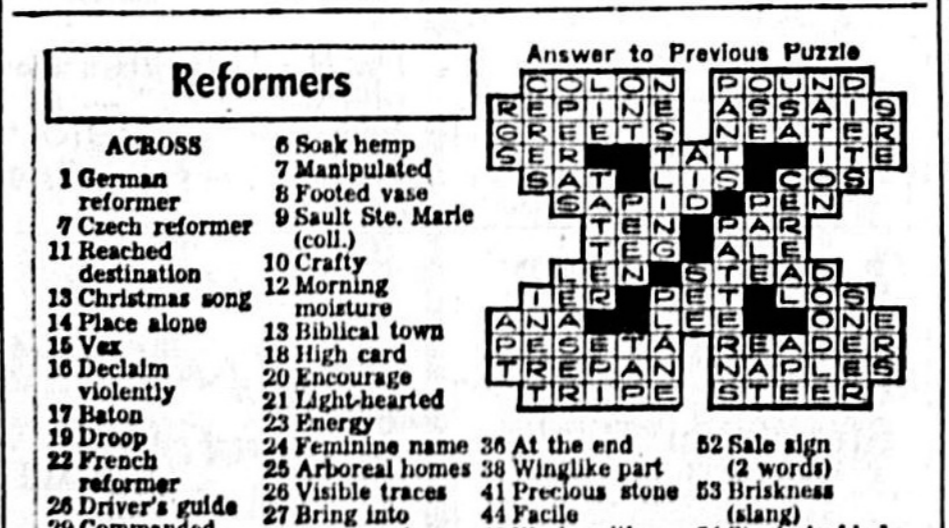 Reformers
ACROSS
1 German
reformer
7 Czech reformer
11 Reached
destination
13 Christmas song
14 Place alone
15 Vex
16 Declaim
violently
17 Baton
19 Droop
22 French
reformer
26 Driver's guide
29 Commanded
6 Soak hemp
7 Manipulated
8 Footed vase
9 Sault Ste. Marie
(coll.)
10 Crafty
12 Morning
moisture
13 Biblical town
18 High card
20 Encourage
21 Light-hearted
23 Energy
24 Feminine name
25 Arboreal homes
26 Visible traces
27 Bring into
Answer to Previous Puzzle
COLON POUND
REPINE ASSAIS
GREETS NEATER
SER TAT ITE
SAT LIS COS
SAPID PEN
TEN PAR
TEG ALE
LEN STEAD
IER PET LOS
ANA LEE ONE
PESETA READER
TREPAN NAPLES
TRIPE STEER
36 At the end
38 Winglike part
41 Precious stone
44 Facile
52 Sale sign
(2 words)
53 Briskness
(slang)